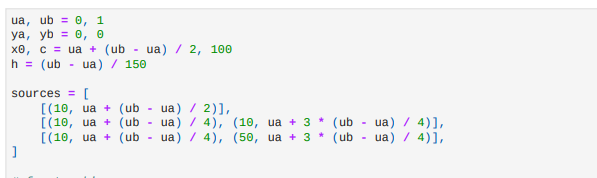 ua, ub = 0, 1
ya, yb = 0, 0
x0, c = ua + (ub - ua) / 2, 100
h = (ub - ua) / 150

sources = [
    [(10, ua + (ub - ua) / 2)],
    [(10, ua + (ub - ua) / 4), (10, ua + 3 * (ub - ua) / 4)],
    [(10, ua + (ub - ua) / 4), (50, ua + 3 * (ub - ua) / 4)],
]